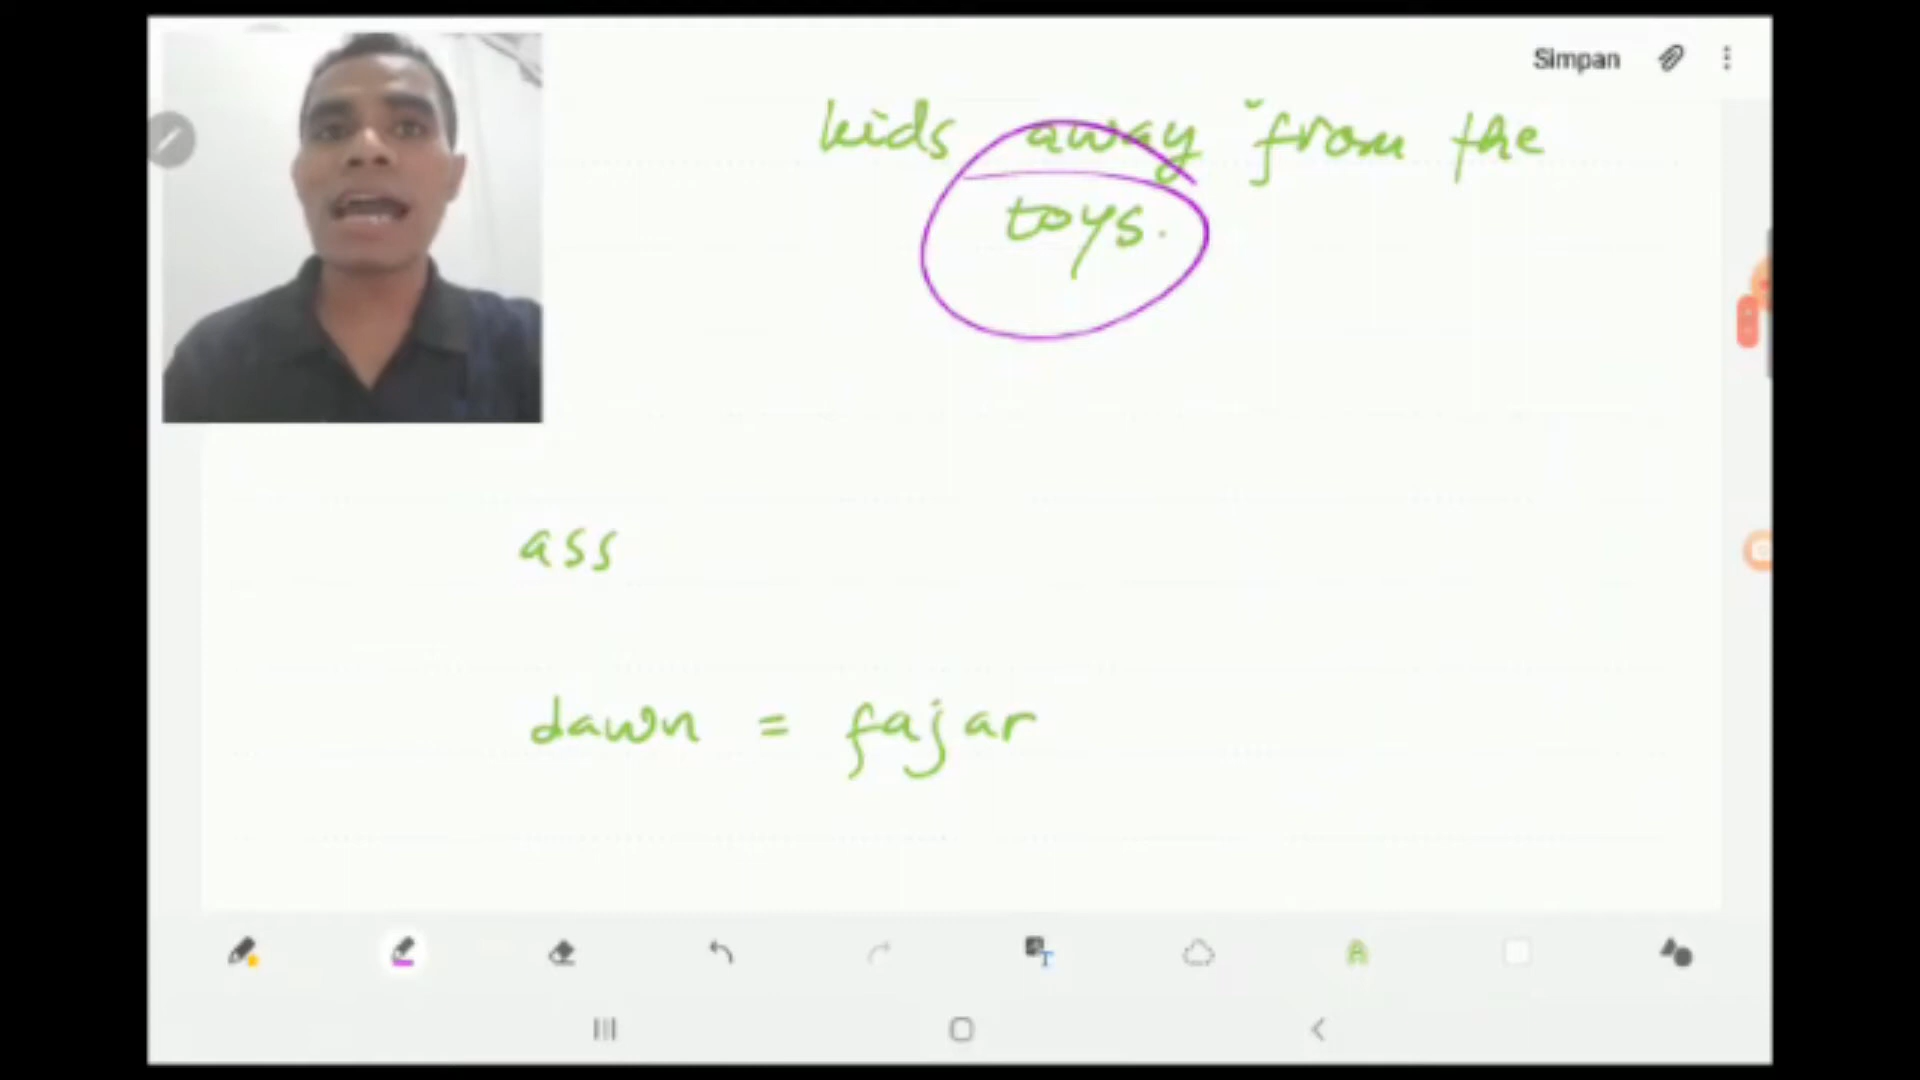 Simpan
kids away from the
toys.
ass
dawn = fajar